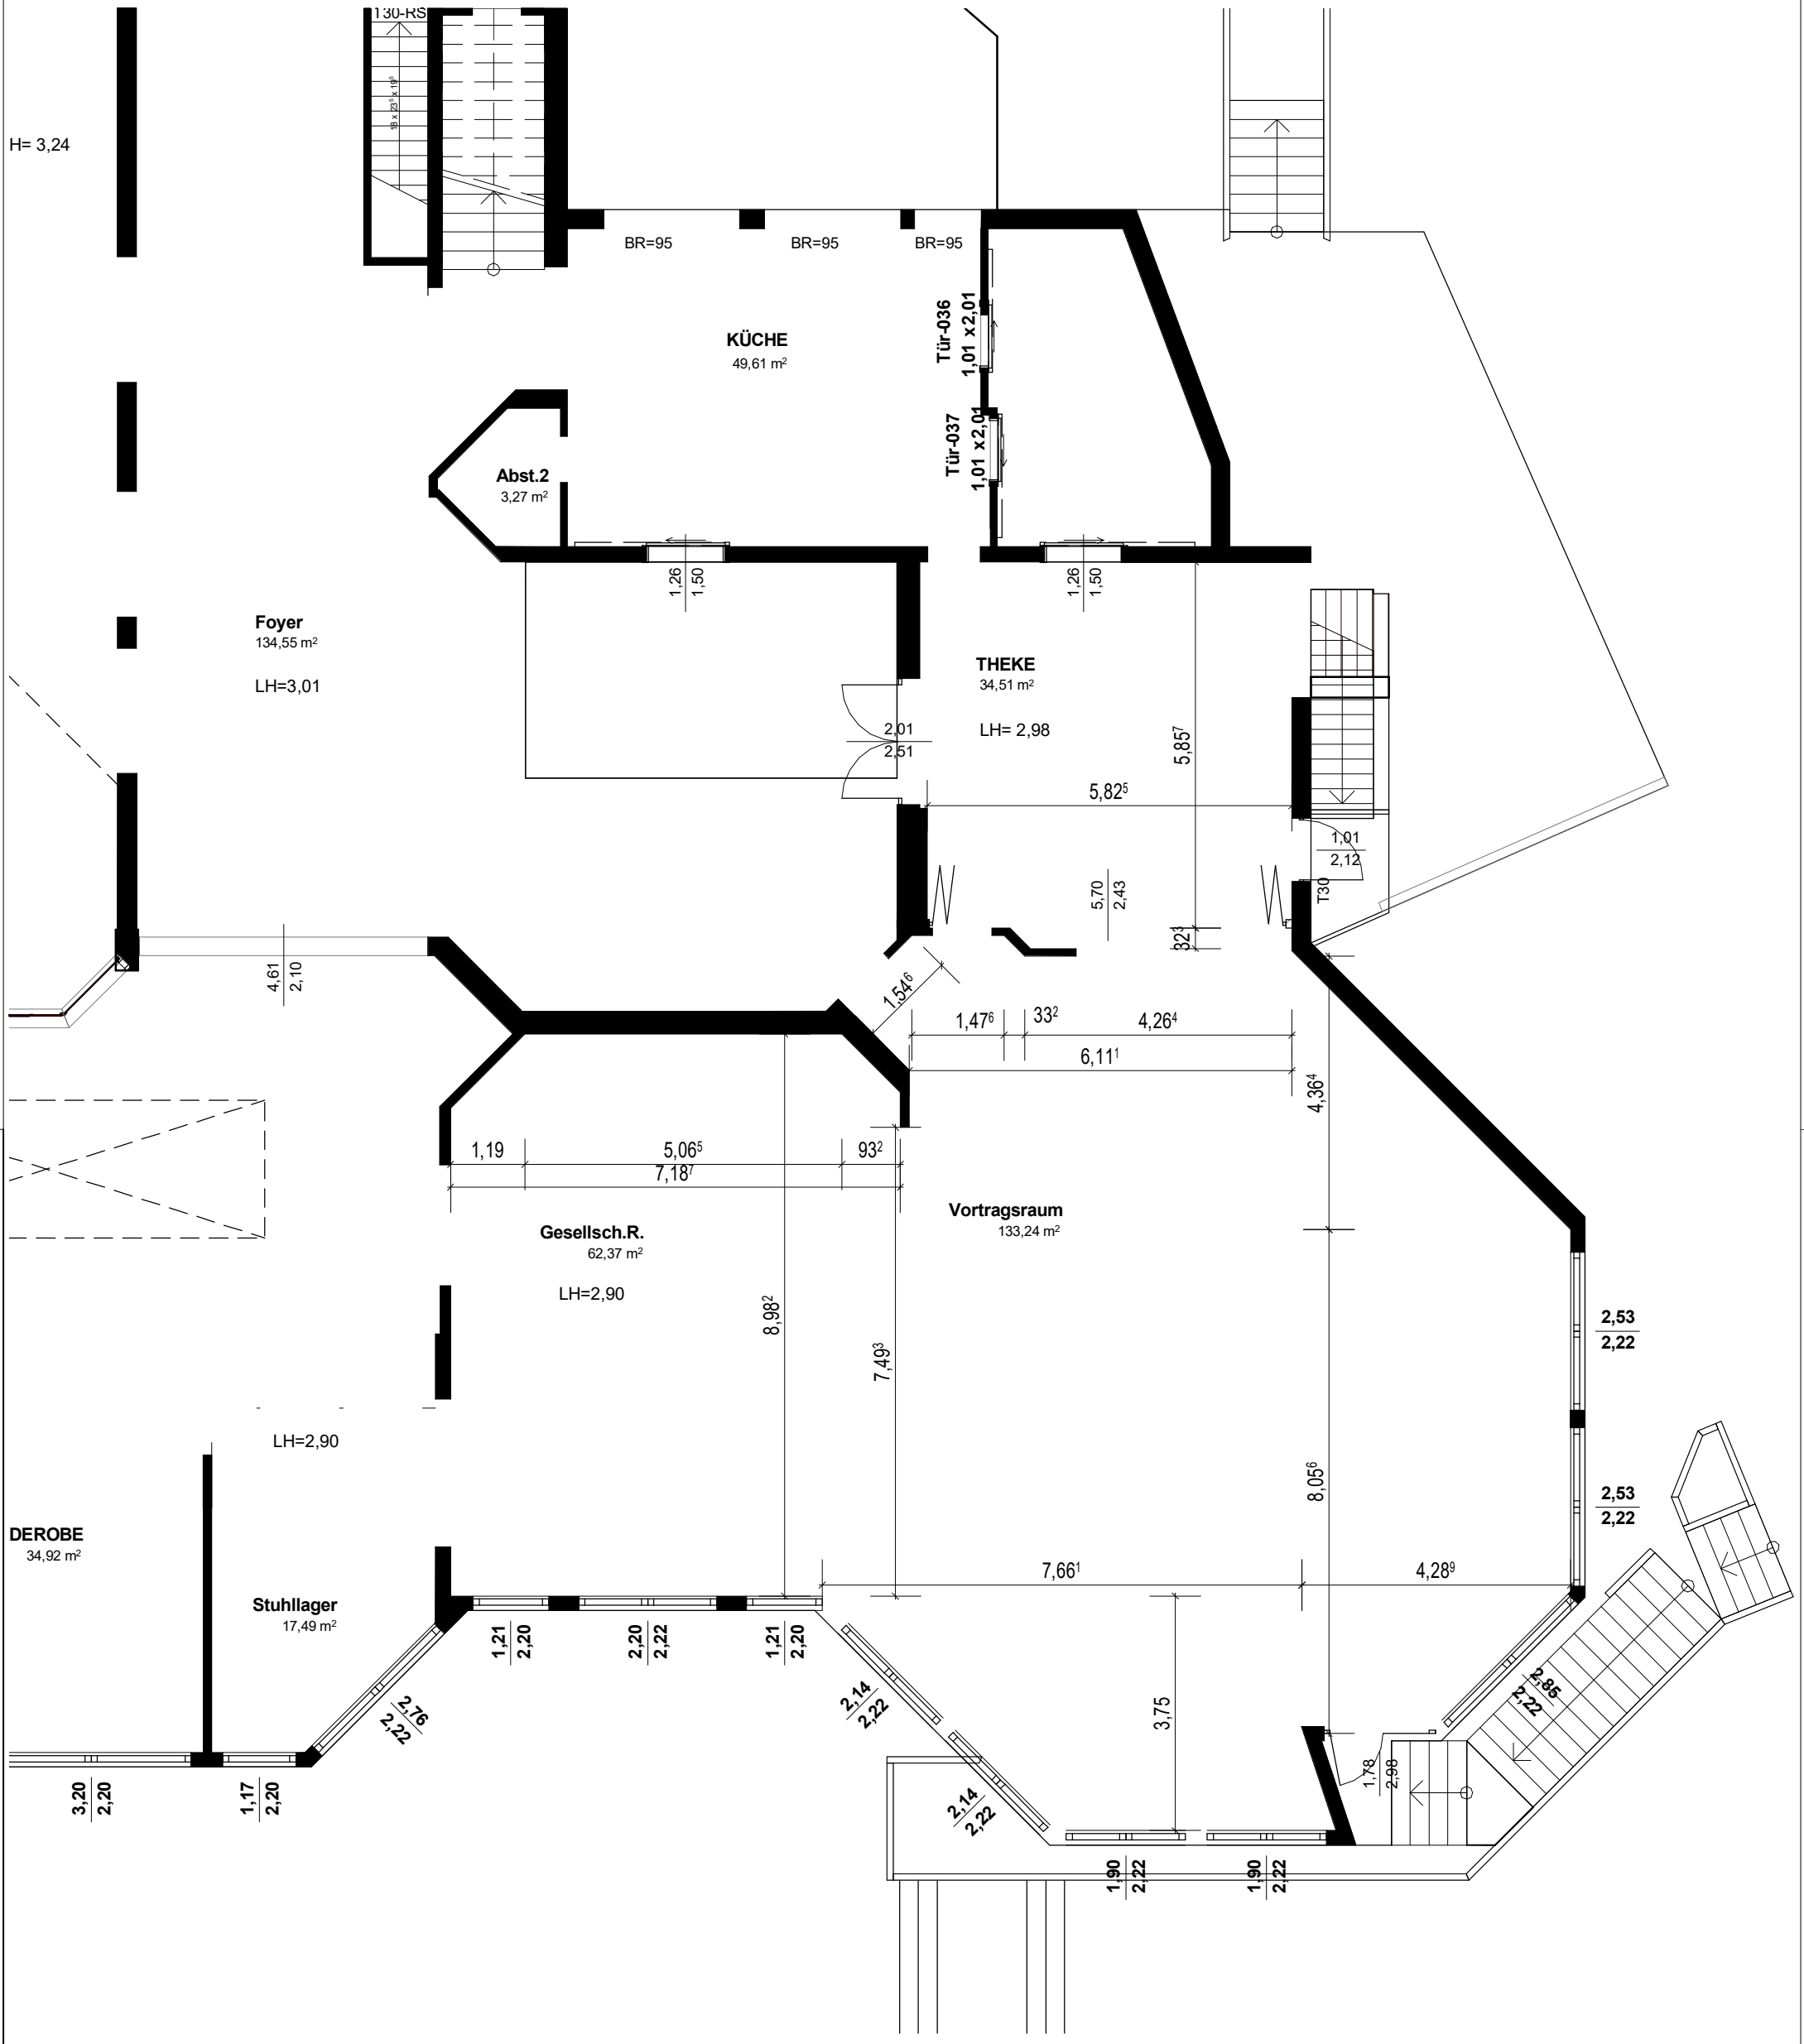 T30-RS
18 x 23⁵ x 19⁵
H= 3,24
BR=95
BR=95
BR=95
KÜCHE
49,61 m²
Tür-036
1,01 x2,01
Tür-037
1,01 x2,01
Abst.2
3,27 m²
1,26
1,50
1,26
1,50
Foyer
134,55 m²
LH=3,01
THEKE
34,51 m²
LH= 2,98
2,01
2,51
5,85⁷
5,82⁵
1,01
2,12
T30
5,70
2,43
32³
4,61
2,10
1,54⁶
1,47⁶
33²
4,26⁴
6,11¹
4,36⁴
1,19
5,06⁵
93²
7,18⁷
Vortragsraum
133,24 m²
Gesellsch.R.
62,37 m²
LH=2,90
8,98²
7,49³
2,53
2,22
8,05⁶
2,53
2,22
LH=2,90
DEROBE
34,92 m²
7,66¹
4,28⁹
Stuhllager
17,49 m²
1,21
2,20
2,20
2,22
1,21
2,20
2,76
2,22
2,14
2,22
3,75
2,85
2,22
1,78
2,98
3,20
2,20
1,17
2,20
2,14
2,22
1,90
2,22
1,90
2,22